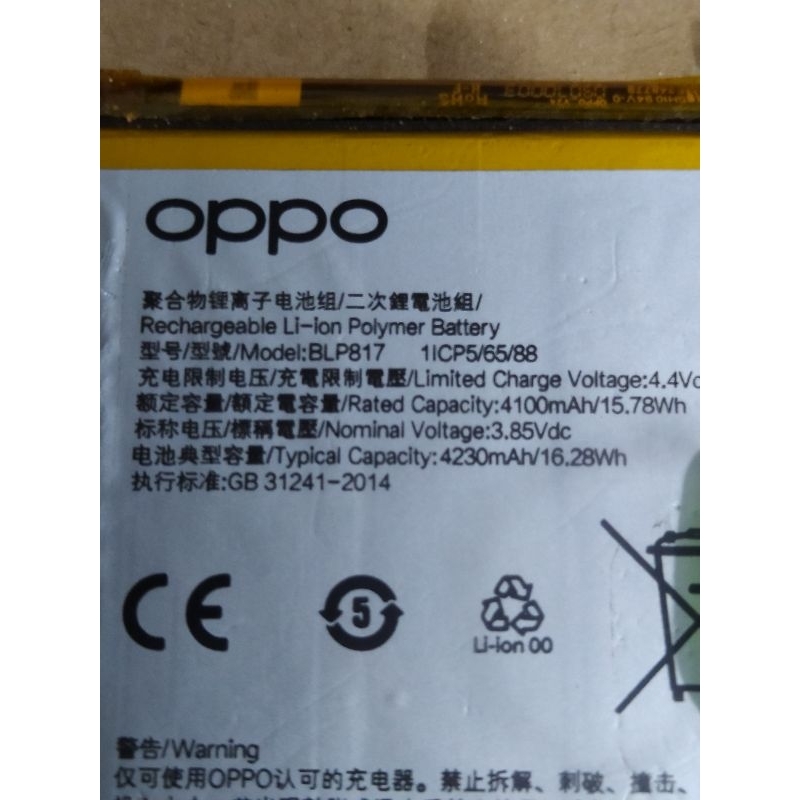 oppo
聚合物锂离子电池组/二次鋰電池組/
Rechargeable Li-ion Polymer Battery
型号/型號/Model:BLP817 1ICP5/65/88
充电限制电压/充電限制電壓/Limited Charge Voltage:4.4Vdc
额定容量/額定電容量/Rated Capacity:4100mAh/15.78Wh
标称电压/標稱電壓/Nominal Voltage:3.85Vdc
电池典型容量/Typical Capacity:4230mAh/16.28Wh
执行标准:GB 31241-2014
CE
5
Li-ion 00
警告/Warning
仅可使用OPPO认可的充电器。禁止拆解、刺破、撞击、